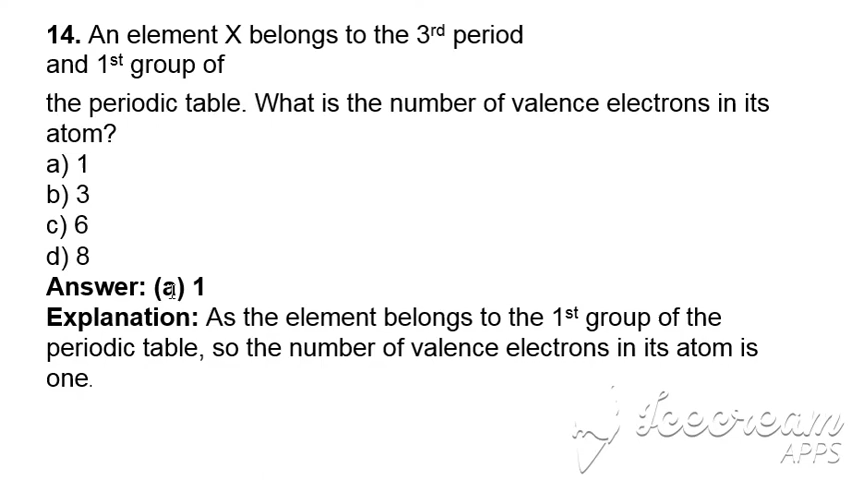 14. An element X belongs to the 3rd period
and 1st group of
the periodic table. What is the number of valence electrons in its
atom?
a) 1
b) 3
c) 6
d) 8
Answer: (a) 1
Explanation: As the element belongs to the 1st group of the
periodic table, so the number of valence electrons in its atom is
one.
Icecream
APPS